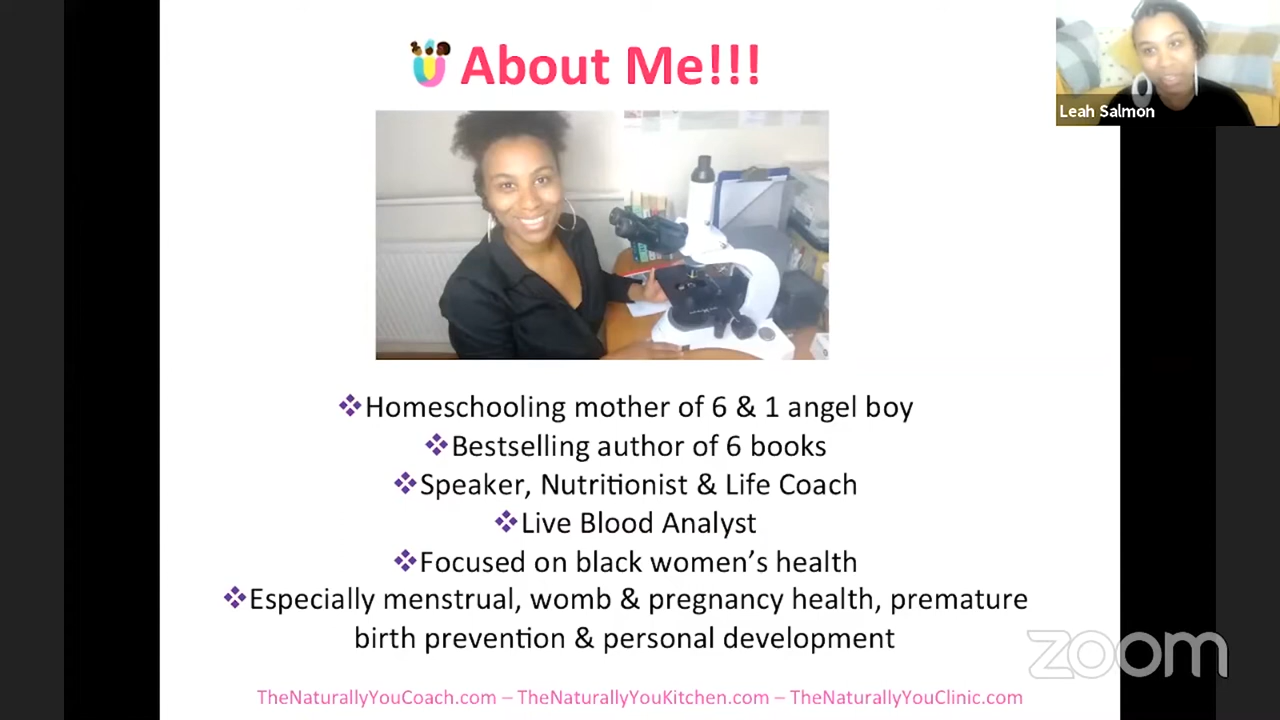 About Me!!!
Leah Salmon
❖Homeschooling mother of 6 & 1 angel boy
❖Bestselling author of 6 books
❖Speaker, Nutritionist & Life Coach
❖Live Blood Analyst
❖Focused on black women’s health
❖Especially menstrual, womb & pregnancy health, premature
birth prevention & personal development
zoom
TheNaturallyYouCoach.com – TheNaturallyYouKitchen.com – TheNaturallyYouClinic.com